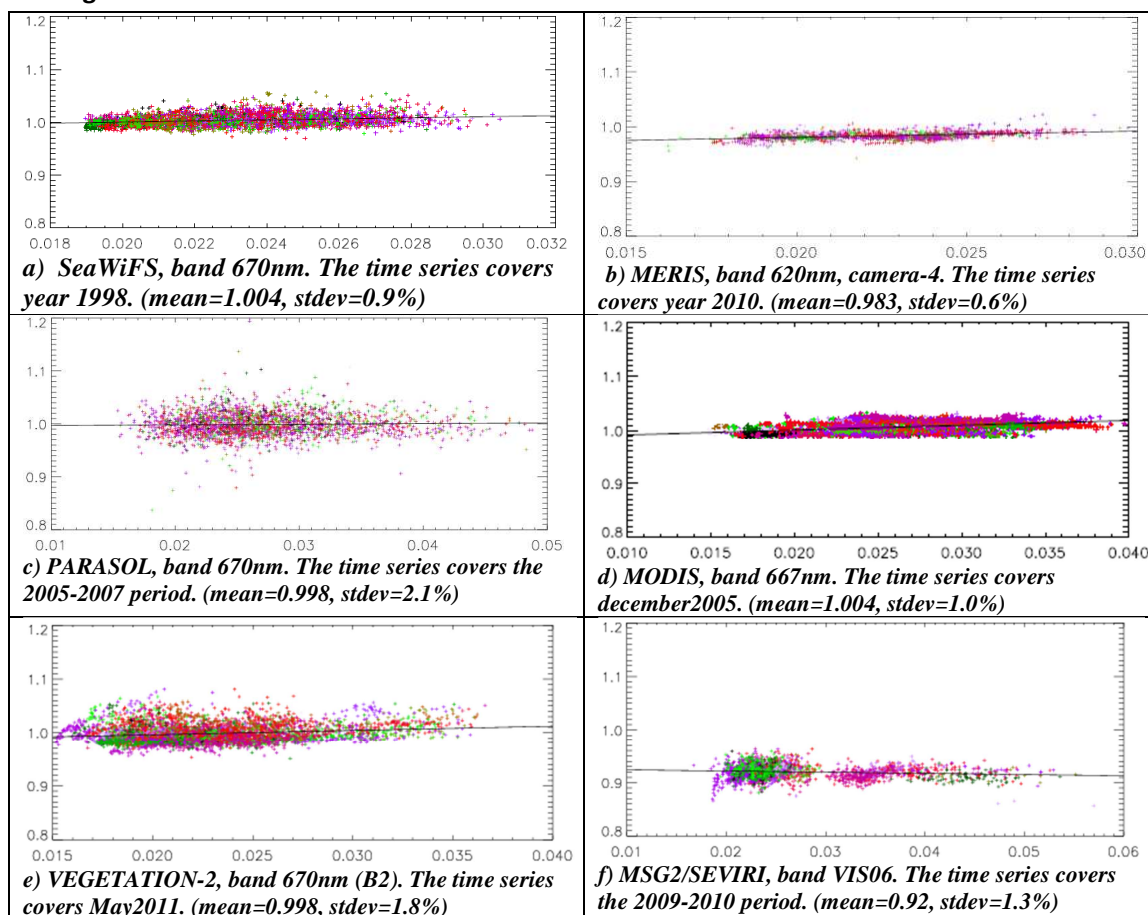 1.2
1.1
1.0
0.9
0.8
0.018 0.020 0.022 0.024 0.026 0.028 0.030 0.032
a) SeaWiFS, band 670nm. The time series covers
year 1998. (mean=1.004, stdev=0.9%)
1.2
1.1
1.0
0.9
0.8
0.015 0.020 0.025 0.030
b) MERIS, band 620nm, camera-4. The time series
covers year 2010. (mean=0.983, stdev=0.6%)
1.2
1.1
1.0
0.9
0.8
0.01 0.02 0.03 0.04 0.05
c) PARASOL, band 670nm. The time series covers the
2005-2007 period. (mean=0.998, stdev=2.1%)
1.2
1.1
1.0
0.9
0.8
0.010 0.015 0.020 0.025 0.030 0.035 0.040
d) MODIS, band 667nm. The time series covers
december2005. (mean=1.004, stdev=1.0%)
1.2
1.1
1.0
0.9
0.8
0.015 0.020 0.025 0.030 0.035 0.040
e) VEGETATION-2, band 670nm (B2). The time series
covers May2011. (mean=0.998, stdev=1.8%)
1.2
1.1
1.0
0.9
0.8
0.01 0.02 0.03 0.04 0.05 0.06
f) MSG2/SEVIRI, band VIS06. The time series covers
the 2009-2010 period. (mean=0.92, stdev=1.3%)